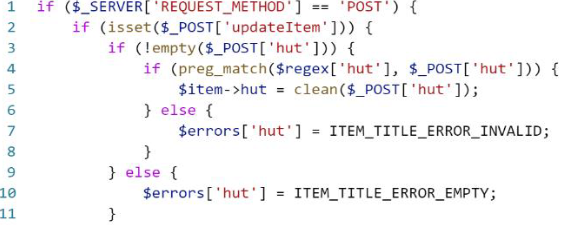 1 if ($_SERVER['REQUEST_METHOD'] == 'POST') {
2     if (isset($_POST['updateItem'])) {
3         if (!empty($_POST['hut'])) {
4             if (preg_match($regex['hut'], $_POST['hut'])) {
5                 $item->hut = clean($_POST['hut']);
6             } else {
7                 $errors['hut'] = ITEM_TITLE_ERROR_INVALID;
8             }
9         } else {
10             $errors['hut'] = ITEM_TITLE_ERROR_EMPTY;
11         }